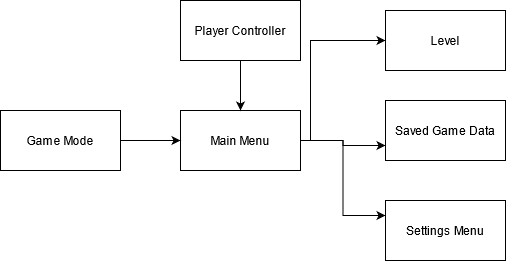 Player Controller
Level
Game Mode
Main Menu
Saved Game Data
Settings Menu